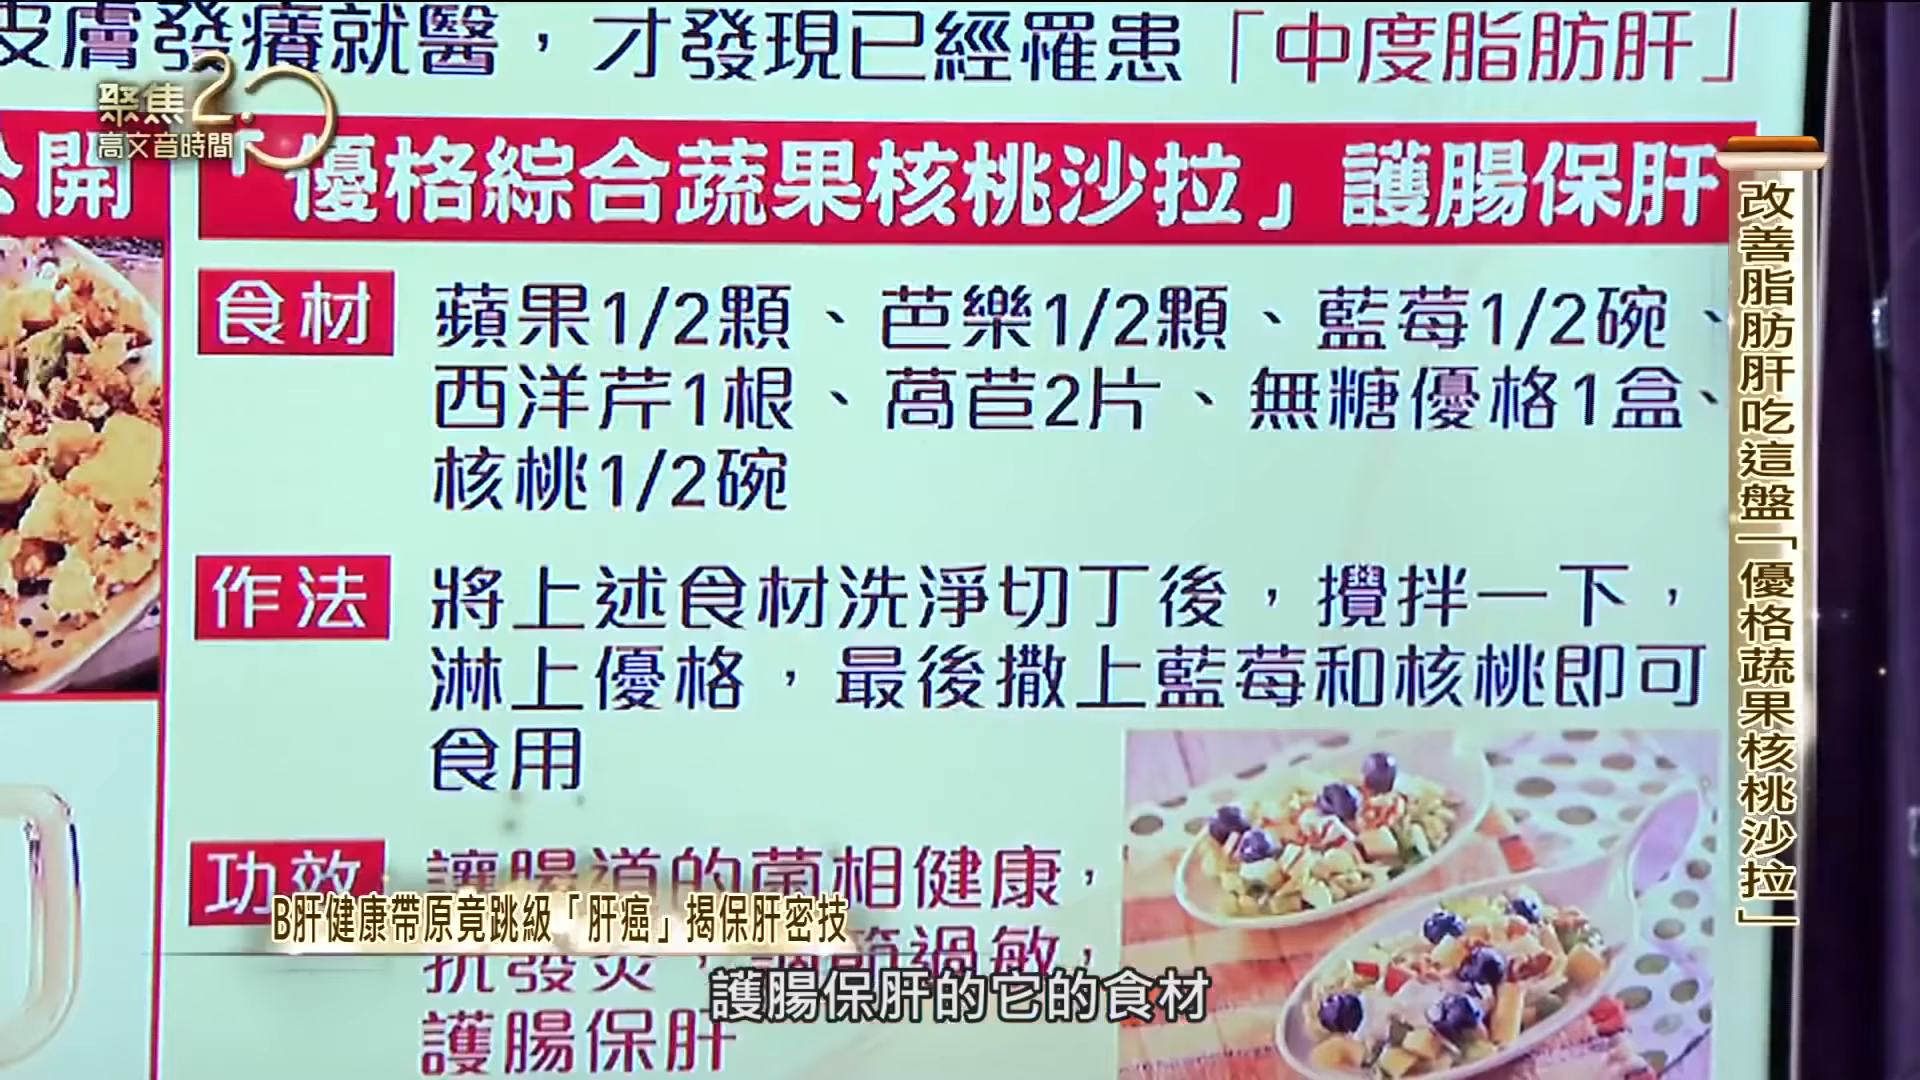 皮膚發癢就醫，才發現已經罹患「中度脂肪肝」
聚焦2.0
高文音時間
開
「優格綜合蔬果核桃沙拉」護腸保肝
食材
蘋果1/2顆、芭樂1/2顆、藍莓1/2碗、
西洋芹1根、萵苣2片、無糖優格1盒、
核桃1/2碗
作法
將上述食材洗淨切丁後，攪拌一下，
淋上優格，最後撒上藍莓和核桃即可
食用
功效
讓腸道的菌相健康，
抗發炎，調節過敏，
護腸保肝
改善脂肪肝吃這盤「優格蔬果核桃沙拉」
B肝健康帶原竟跳級「肝癌」揭保肝密技
護腸保肝的它的食材